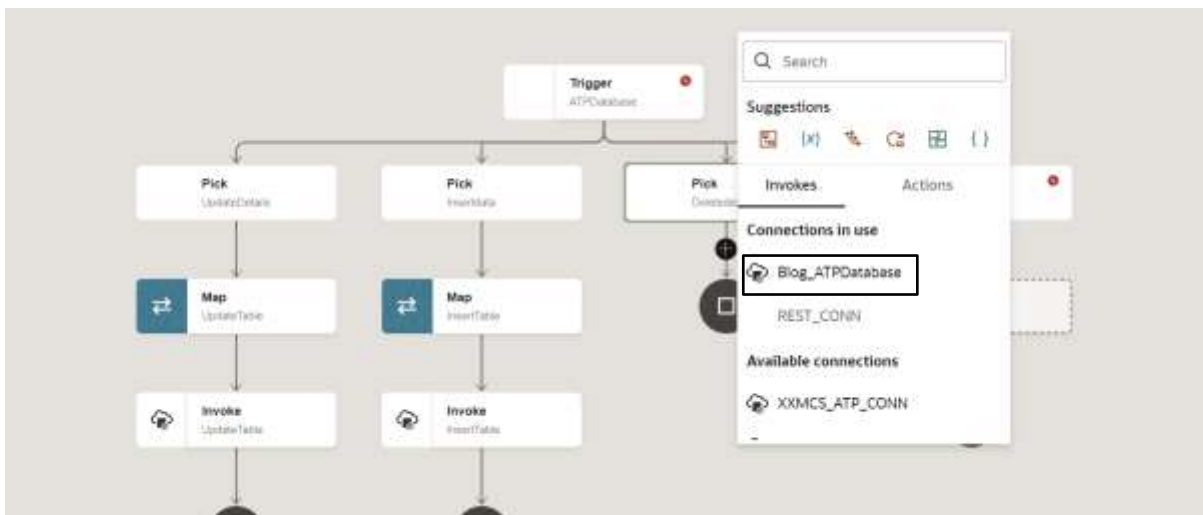 Trigger
ATPDatabase
Pick
UpdateDetails
Pick
InsertData
Pick
Map
UpdateTable
Map
InsertTable
Invoke
UpdateTable
Invoke
InsertTable
Search
Suggestions
Invokes
Actions
Connections in use
Blog_ATPDatabase
REST_CONN
Available connections
XXMCS_ATP_CONN